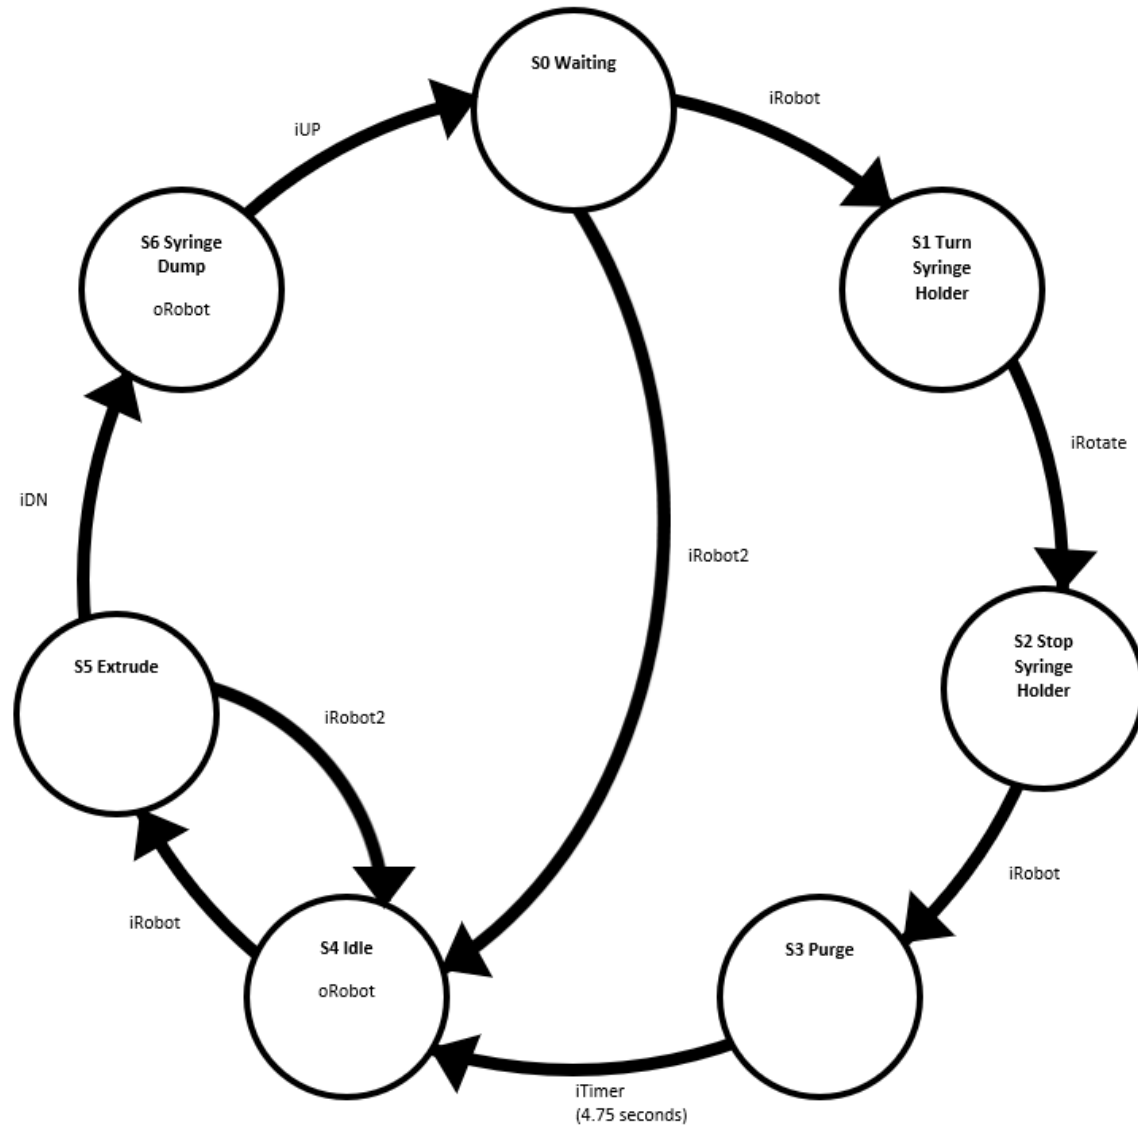 S0 Waiting
iRobot
iUP
S6 Syringe
Dump
oRobot
S1 Turn
Syringe
Holder
iRotate
iDN
iRobot2
S2 Stop
Syringe
Holder
S5 Extrude
iRobot2
iRobot
iRobot
S4 Idle
oRobot
S3 Purge
iTimer
(4.75 seconds)